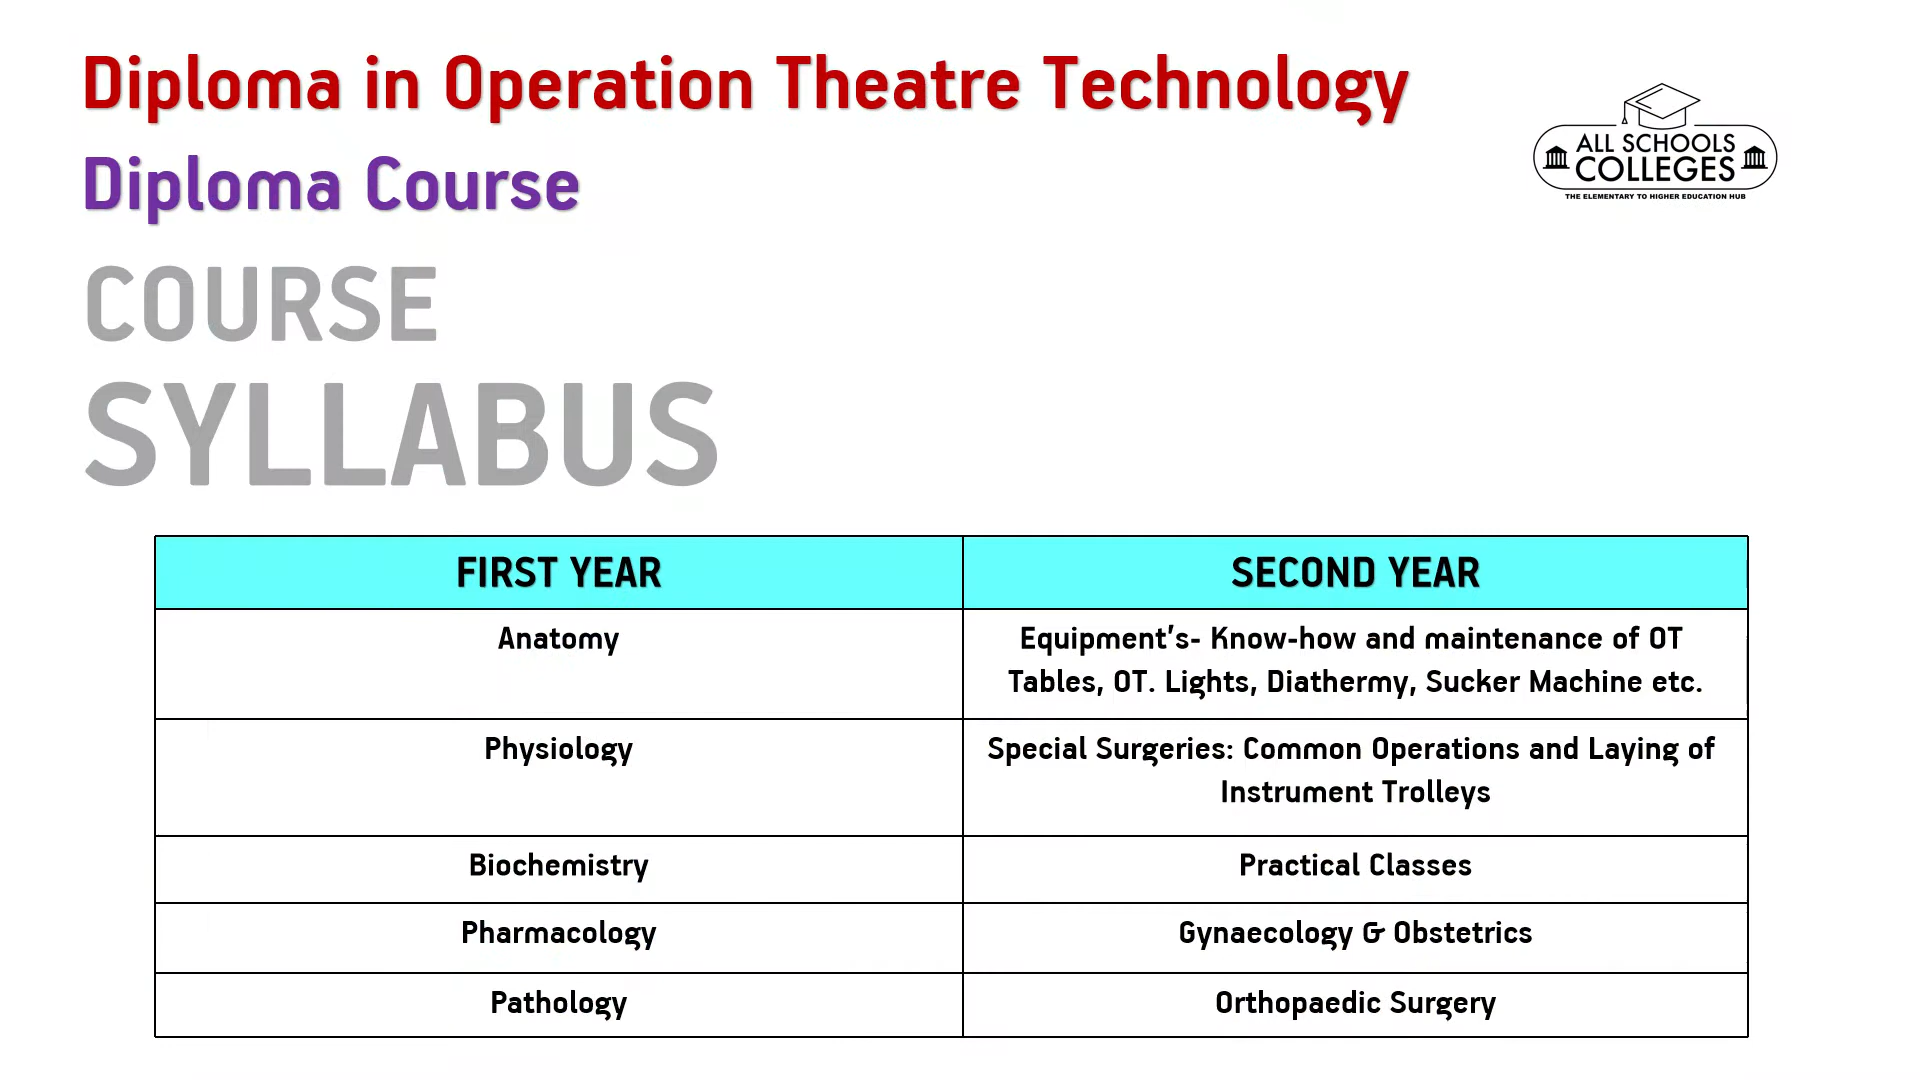 Diploma in Operation Theatre Technology
Diploma Course
ALL SCHOOLS
COLLEGES
THE ELEMENTARY TO HIGHER EDUCATION HUB
COURSE
SYLLABUS
FIRST YEAR
SECOND YEAR
Anatomy
Equipment's- Know-how and maintenance of OT
Tables, OT. Lights, Diathermy, Sucker Machine etc.
Physiology
Special Surgeries: Common Operations and Laying of
Instrument Trolleys
Biochemistry
Practical Classes
Pharmacology
Gynaecology & Obstetrics
Pathology
Orthopaedic Surgery